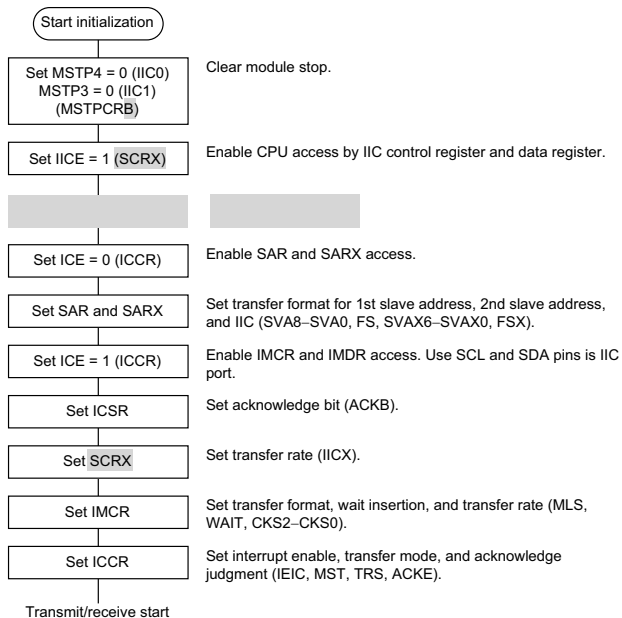 Start initialization
Set MSTP4 = 0 (IIC0)
MSTP3 = 0 (IIC1)
(MSTPCRB)
Clear module stop.
Set IICE = 1 (SCRX)
Enable CPU access by IIC control register and data register.
Set ICE = 0 (ICCR)
Enable SAR and SARX access.
Set SAR and SARX
Set transfer format for 1st slave address, 2nd slave address,
and IIC (SVA8–SVA0, FS, SVAX6–SVAX0, FSX).
Set ICE = 1 (ICCR)
Enable IMCR and IMDR access. Use SCL and SDA pins is IIC
port.
Set ICSR
Set acknowledge bit (ACKB).
Set SCRX
Set transfer rate (IICX).
Set IMCR
Set transfer format, wait insertion, and transfer rate (MLS,
WAIT, CKS2–CKS0).
Set ICCR
Set interrupt enable, transfer mode, and acknowledge
judgment (IEIC, MST, TRS, ACKE).
Transmit/receive start